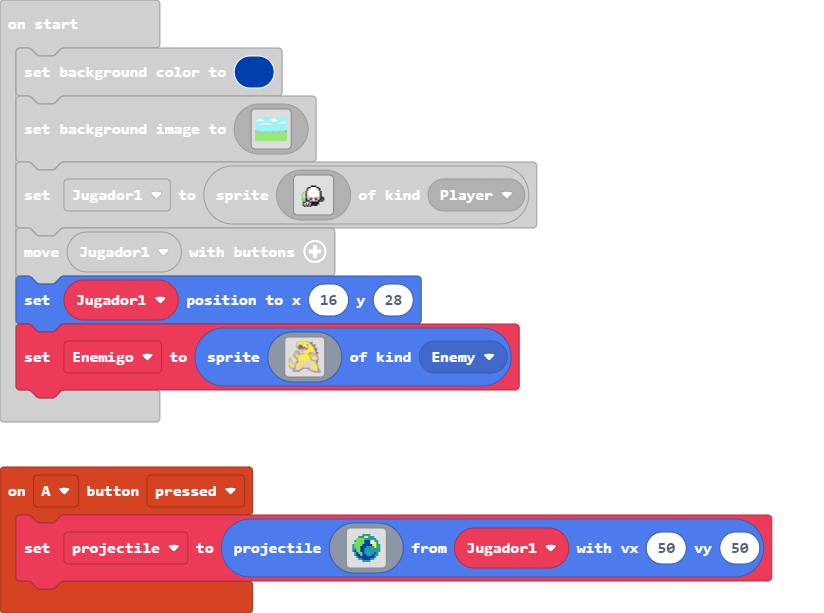 on start
set background color to
set background image to
set Jugador1 to sprite of kind Player
move Jugador1 with buttons
set Jugador1 position to x 16 y 28
set Enemigo to sprite of kind Enemy
on A button pressed
set projectile to projectile from Jugador1 with vx 50 vy 50